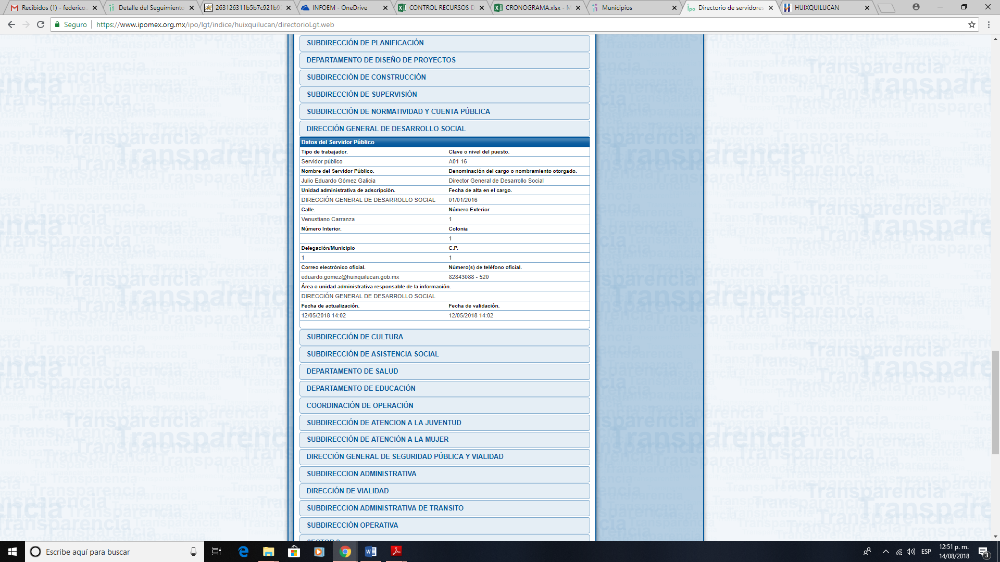 Recibidos (1) - federico.
Detalle del Seguimiento
263126311b5b7c921b9
INFOEM - OneDrive
CONTROL RECURSOS D
CRONOGRAMA.xlsx - M
Municipios
Directorio de servidores
HUIXQUILUCAN
Seguro
https://www.ipomex.org.mx/ipo/lgt/indice/huixquilucan/directorioLgt.web
SUBDIRECCIÓN DE PLANIFICACIÓN
DEPARTAMENTO DE DISEÑO DE PROYECTOS
SUBDIRECCIÓN DE CONSTRUCCIÓN
SUBDIRECCIÓN DE SUPERVISIÓN
SUBDIRECCIÓN DE NORMATIVIDAD Y CUENTA PÚBLICA
DIRECCIÓN GENERAL DE DESARROLLO SOCIAL
Datos del Servidor Público
Tipo de trabajador. Clave o nivel del puesto.
Servidor público A01 16
Nombre del Servidor Público. Denominación del cargo o nombramiento otorgado.
Julio Eduardo Gómez Galicia Director General de Desarrollo Social
Unidad administrativa de adscripción. Fecha de alta en el cargo.
DIRECCIÓN GENERAL DE DESARROLLO SOCIAL 01/01/2016
Calle. Número Exterior
Venustiano Carranza 1
Número Interior. Colonia
1
Delegación/Municipio C.P.
1 1
Correo electrónico oficial. Número(s) de teléfono oficial.
eduardo.gomez@huixquilucan.gob.mx 82843088 - 520
Área o unidad administrativa responsable de la información.
DIRECCIÓN GENERAL DE DESARROLLO SOCIAL
Fecha de actualización. Fecha de validación.
12/05/2018 14:02 12/05/2018 14:02
SUBDIRECCIÓN DE CULTURA
SUBDIRECCIÓN DE ASISTENCIA SOCIAL
DEPARTAMENTO DE SALUD
DEPARTAMENTO DE EDUCACIÓN
COORDINACIÓN DE OPERACIÓN
SUBDIRECCIÓN DE ATENCION A LA JUVENTUD
SUBDIRECCIÓN DE ATENCIÓN A LA MUJER
DIRECCIÓN GENERAL DE SEGURIDAD PÚBLICA Y VIALIDAD
SUBDIRECCION ADMINISTRATIVA
DIRECCIÓN DE VIALIDAD
SUBDIRECCION ADMINISTRATIVA DE TRANSITO
SUBDIRECCIÓN OPERATIVA
Escribe aquí para buscar
ESP
12:51 p. m.
14/08/2018
3